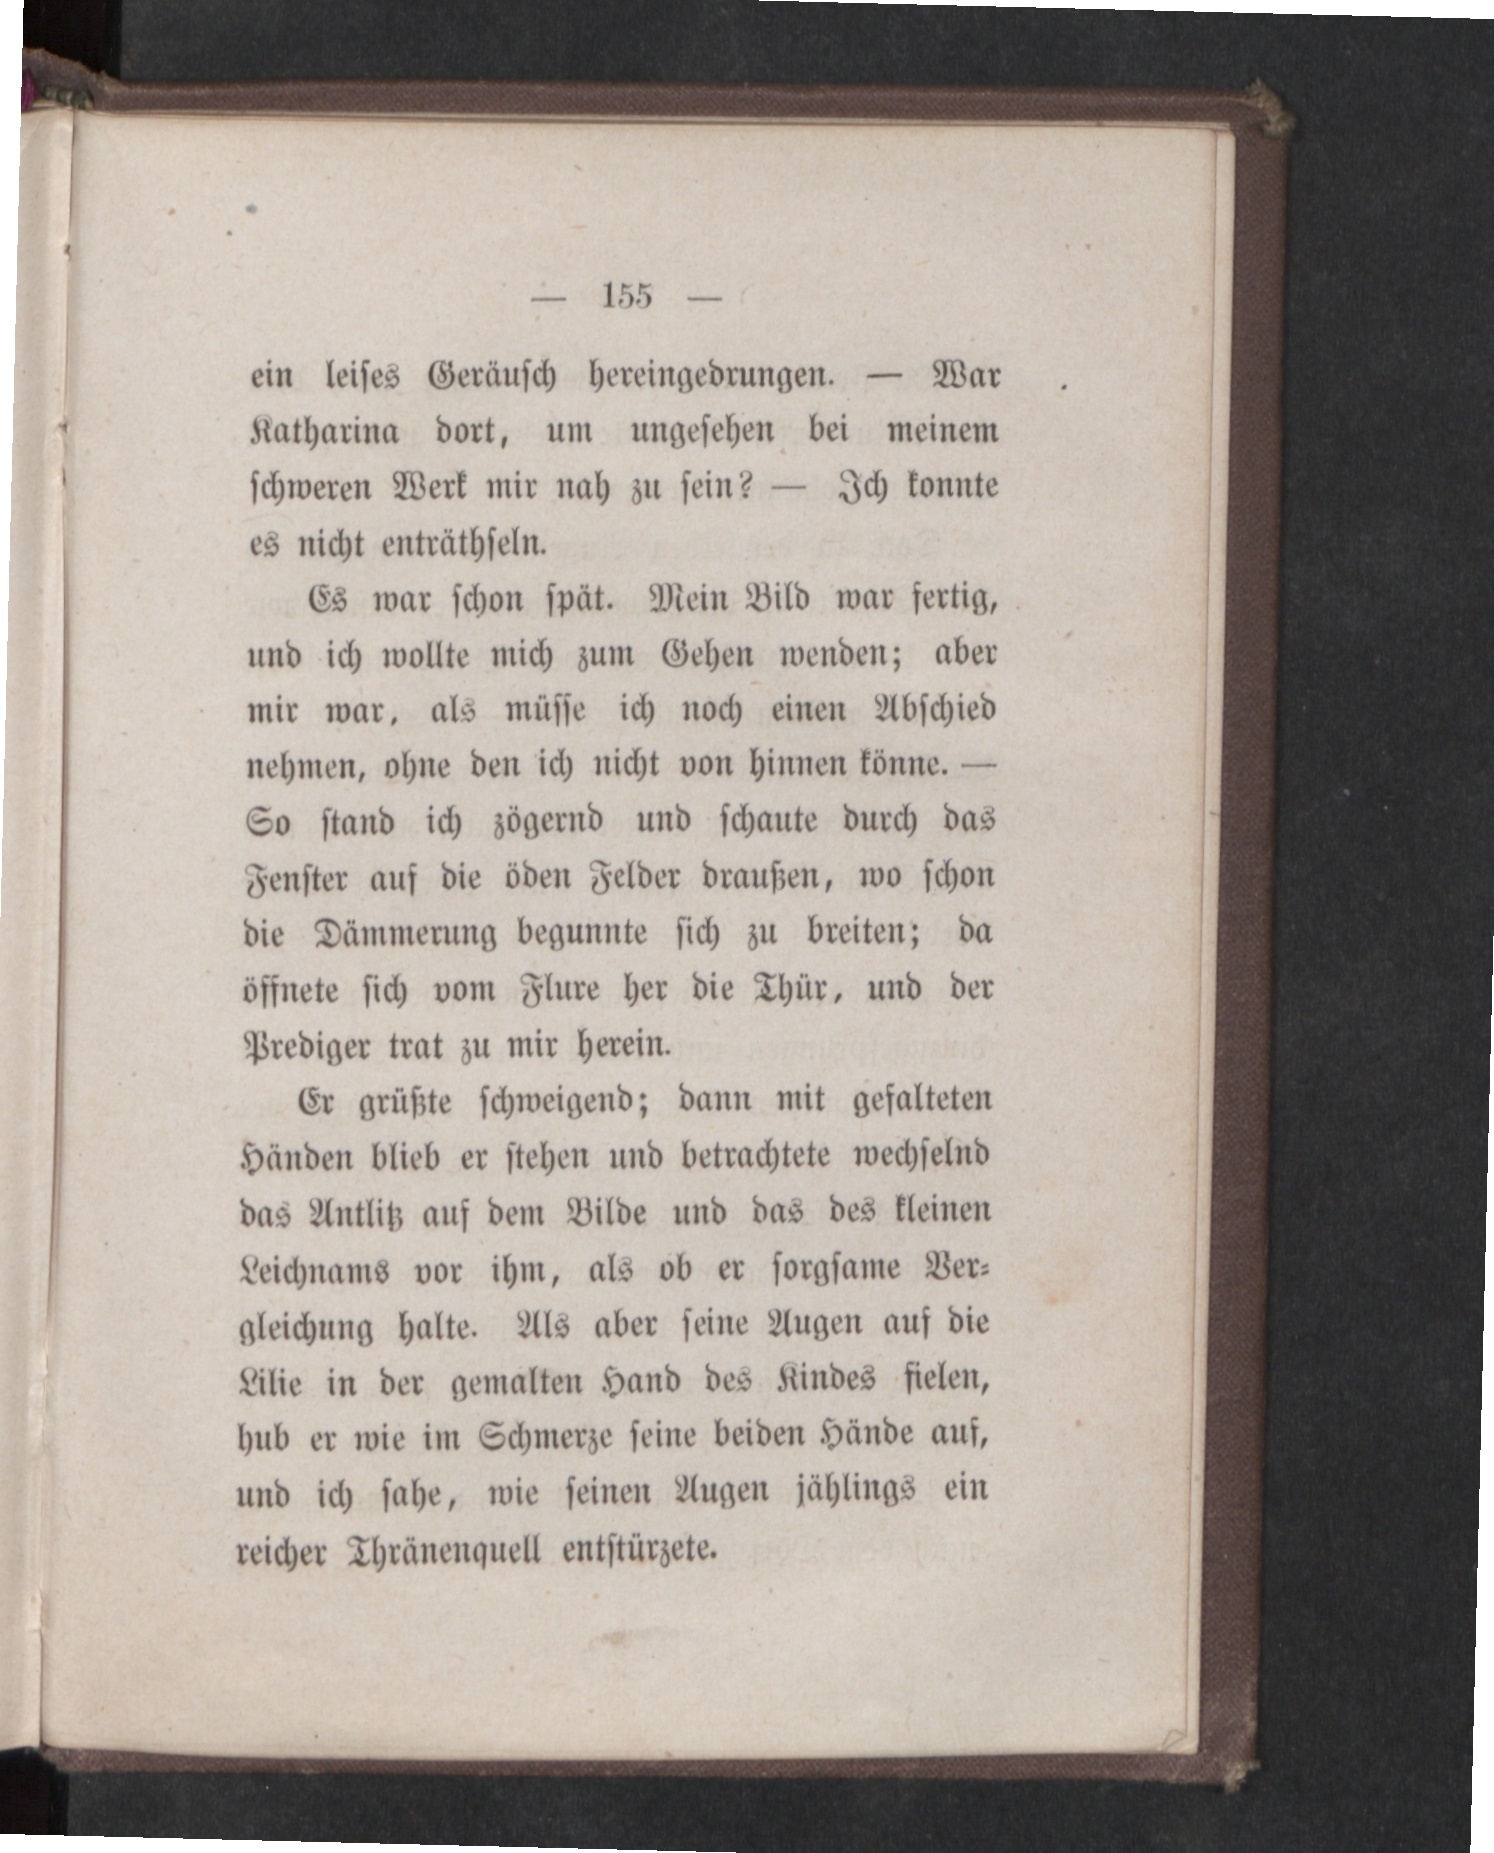 — 155 —
ein leiſes Geräuſch hereingedrungen. — War
Katharina dort, um ungeſehen bei meinem
ſchweren Werk mir nah zu ſein? — Ich konnte
es nicht enträthſeln.
Es war ſchon ſpät. Mein Bild war fertig,
und ich wollte mich zum Gehen wenden; aber
mir war, als müſſe ich noch einen Abſchied
nehmen, ohne den ich nicht von hinnen könne. —
So ſtand ich zögernd und ſchaute durch das
Fenſter auf die öden Felder draußen, wo ſchon
die Dämmerung begunnte ſich zu breiten; da
öffnete ſich vom Flure her die Thür, und der
Prediger trat zu mir herein.
Er grüßte ſchweigend; dann mit gefalteten
Händen blieb er ſtehen und betrachtete wechſelnd
das Antlitz auf dem Bilde und das des kleinen
Leichnams vor ihm, als ob er ſorgſame Ver⸗
gleichung halte. Als aber ſeine Augen auf die
Lilie in der gemalten Hand des Kindes fielen,
hub er wie im Schmerze ſeine beiden Hände auf,
und ich ſahe, wie ſeinen Augen jählings ein
reicher Thränenquell entſtürzete.